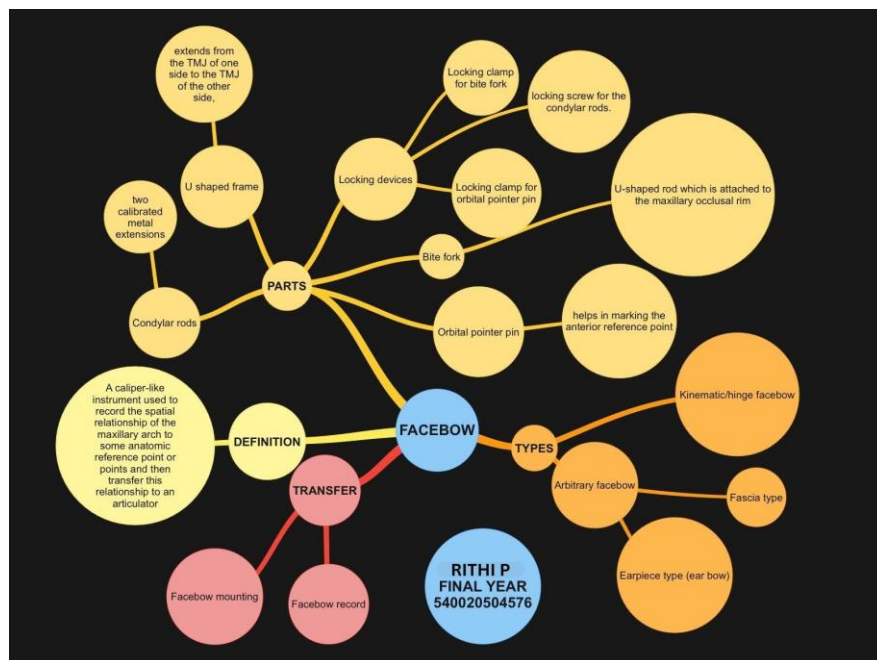 extends from
the TMJ of one
side to the TMJ
of the other
side,
U shaped frame
two
calibrated
metal
extensions
Condylar rods
PARTS
Locking devices
Locking clamp
for bite fork
locking screw for the
condylar rods.
Locking clamp for
orbital pointer pin
Bite fork
U-shaped rod which is attached to
the maxillary occlusal rim
Orbital pointer pin
helps in marking the
anterior reference point
A caliper-like
instrument used to
record the spatial
relationship of the
maxillary arch to
some anatomic
reference point or
points and then
transfer this
relationship to an
articulator
DEFINITION
FACEBOW
TYPES
Kinematic/hinge facebow
Arbitrary facebow
Fascia type
Earpiece type (ear bow)
TRANSFER
Facebow mounting
Facebow record
RITHI P
FINAL YEAR
540020504576